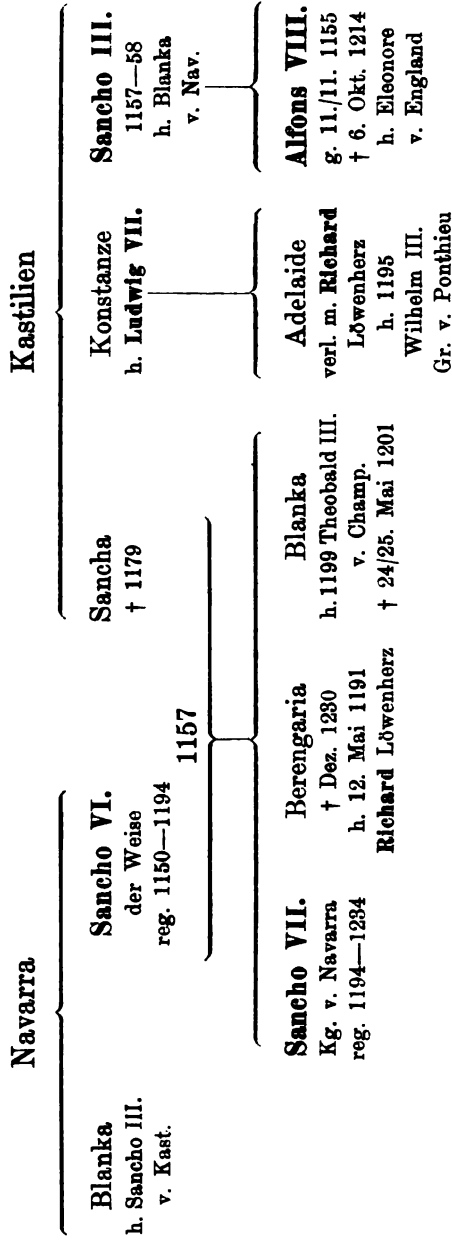 Navarra
Kastilien
Blanka
h. Sancho III.
v. Kast.
Sancho VI.
der Weise
reg. 1150—1194
Sancha
† 1179
Konstanze
h. Ludwig VII.
Sancho III.
1157—58
h. Blanka
v. Nav.
1157
Sancho VII.
Kg. v. Navarra
reg. 1194—1234
Berengaria
† Dez. 1230
h. 12. Mai 1191
Richard Löwenherz
Blanka
h. 1199 Theobald III.
v. Champ.
† 24/25. Mai 1201
Adelaide
verl. m. Richard
Löwenherz
h. 1195
Wilhelm III.
Gr. v. Ponthieu
Alfons VIII.
g. 11./11. 1155
† 6. Okt. 1214
h. Eleonore
v. England